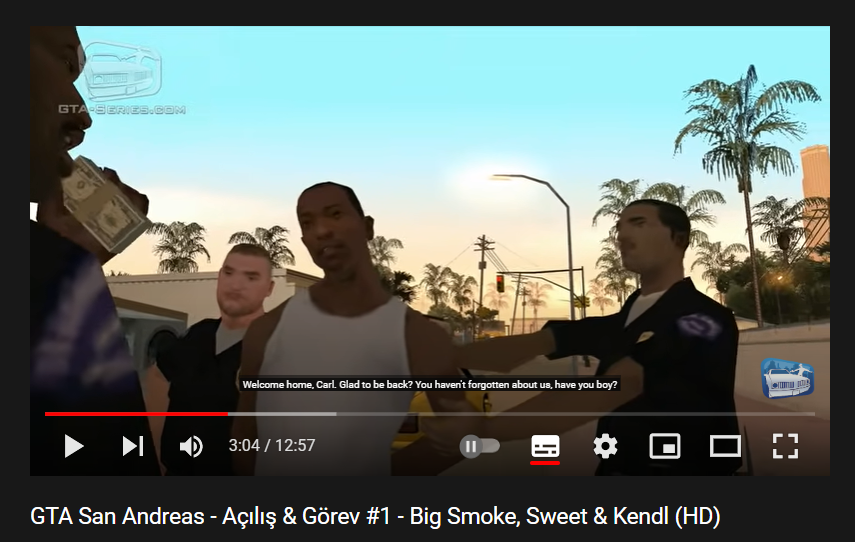 GTA-SERIES.COM
Welcome home, Carl. Glad to be back? You haven't forgotten about us, have you boy?
3:04 / 12:57
GTA San Andreas - Açılış & Görev #1 - Big Smoke, Sweet & Kendl (HD)